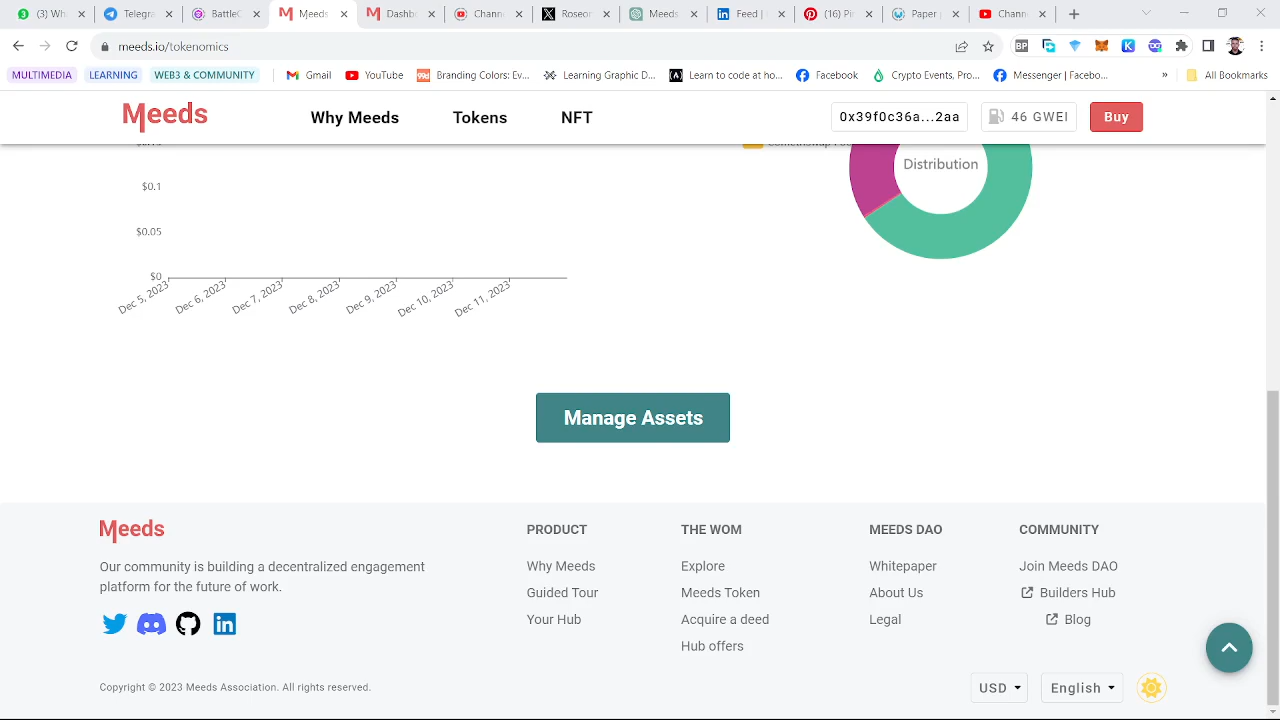 3
(3) W
Telegra
BattleC
Meeds
Dashbo
Channe
Roseor
Meeds
Feed |
(16) Pi
Paper
Chann
meeds.io/tokenomics
MULTIMEDIA
LEARNING
WEB3 & COMMUNITY
Gmail
YouTube
Branding Colors: Ev...
Learning Graphic D...
Learn to code at ho...
Facebook
Crypto Events, Pro...
Messenger | Facebo...
»
All Bookmarks
Meeds
Why Meeds
Tokens
NFT
0x39f0c36a...2aa
46 GWEI
Buy
Distribution
$0.1
$0.05
$0
Dec 5, 2023
Dec 6, 2023
Dec 7, 2023
Dec 8, 2023
Dec 9, 2023
Dec 10, 2023
Dec 11, 2023
Manage Assets
Meeds
Our community is building a decentralized engagement
platform for the future of work.
PRODUCT
Why Meeds
Guided Tour
Your Hub
THE WOM
Explore
Meeds Token
Acquire a deed
Hub offers
MEEDS DAO
Whitepaper
About Us
Legal
COMMUNITY
Join Meeds DAO
Builders Hub
Blog
Copyright © 2023 Meeds Association. All rights reserved.
USD
English